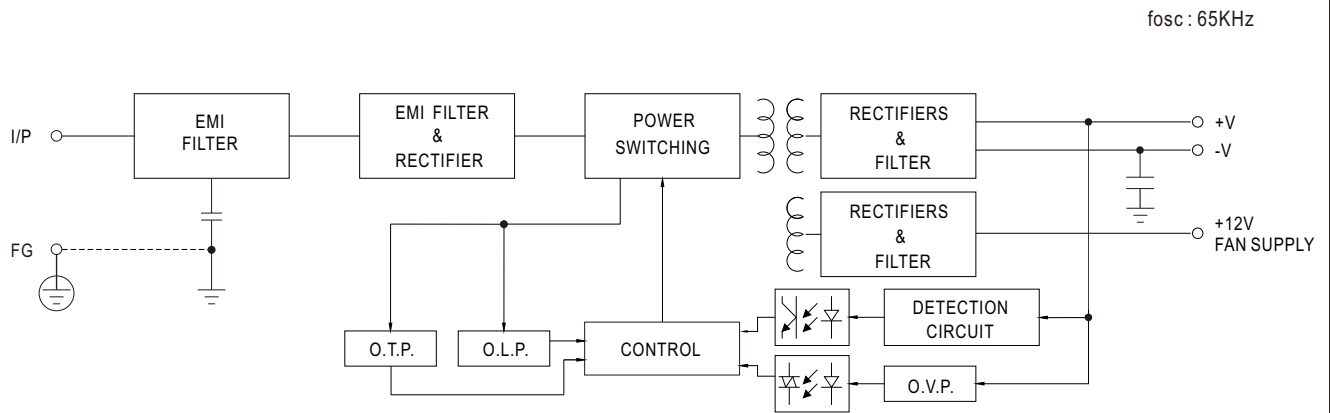 fosc : 65KHz
I/P
EMI
FILTER
EMI FILTER
&
RECTIFIER
POWER
SWITCHING
RECTIFIERS
&
FILTER
+V
-V
RECTIFIERS
&
FILTER
+12V
FAN SUPPLY
FG
DETECTION
CIRCUIT
O.T.P.
O.L.P.
CONTROL
O.V.P.